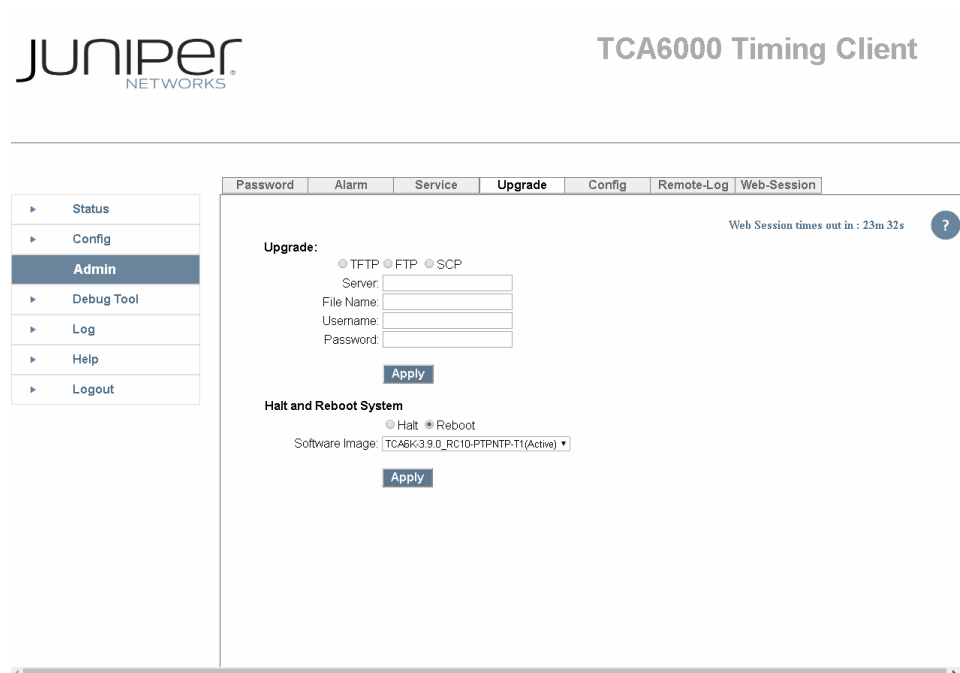 JUNIPER
NETWORKS
TCA6000 Timing Client
Password Alarm Service Upgrade Config Remote-Log Web-Session
Status
Config
Admin
Debug Tool
Log
Help
Logout
Web Session times out in : 23m 32s
?
Upgrade:
TFTP FTP SCP
Server:
File Name:
Username:
Password:
Apply
Halt and Reboot System
Halt Reboot
Software Image: TCA6K-3.9.0_RC10-PTPNTP-T1(Active)
Apply